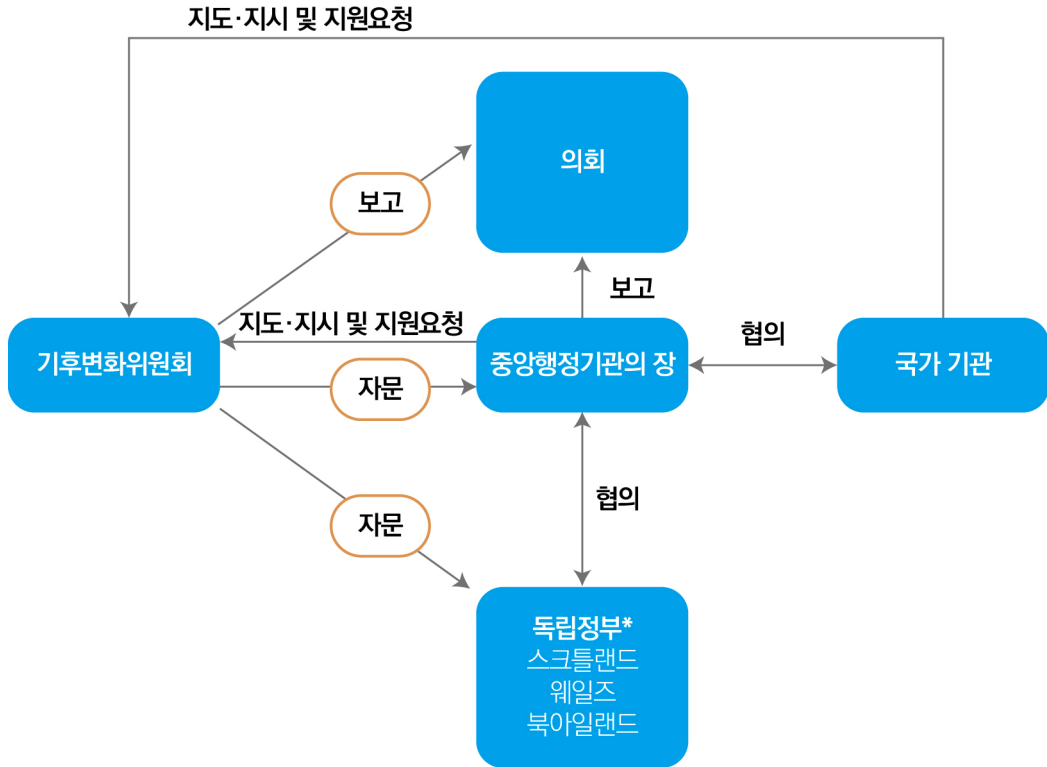 지도·지시 및 지원요청
의회
보고
보고
지도·지시 및 지원요청
협의
기후변화위원회
중앙행정기관의 장
국가 기관
자문
협의
자문
독립정부*
스크틀랜드
웨일즈
북아일랜드